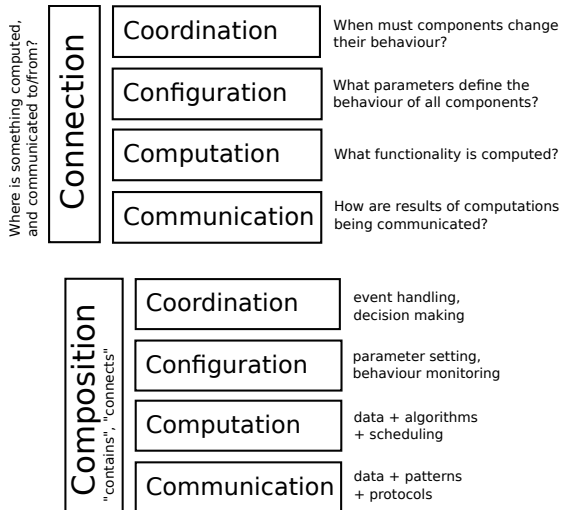 Where is something computed,
and communicated to/from?
Connection
Coordination
When must components change
their behaviour?
Configuration
What parameters define the
behaviour of all components?
Computation
What functionality is computed?
Communication
How are results of computations
being communicated?
Composition
"contains", "connects"
Coordination
event handling,
decision making
Configuration
parameter setting,
behaviour monitoring
Computation
data + algorithms
+ scheduling
Communication
data + patterns
+ protocols